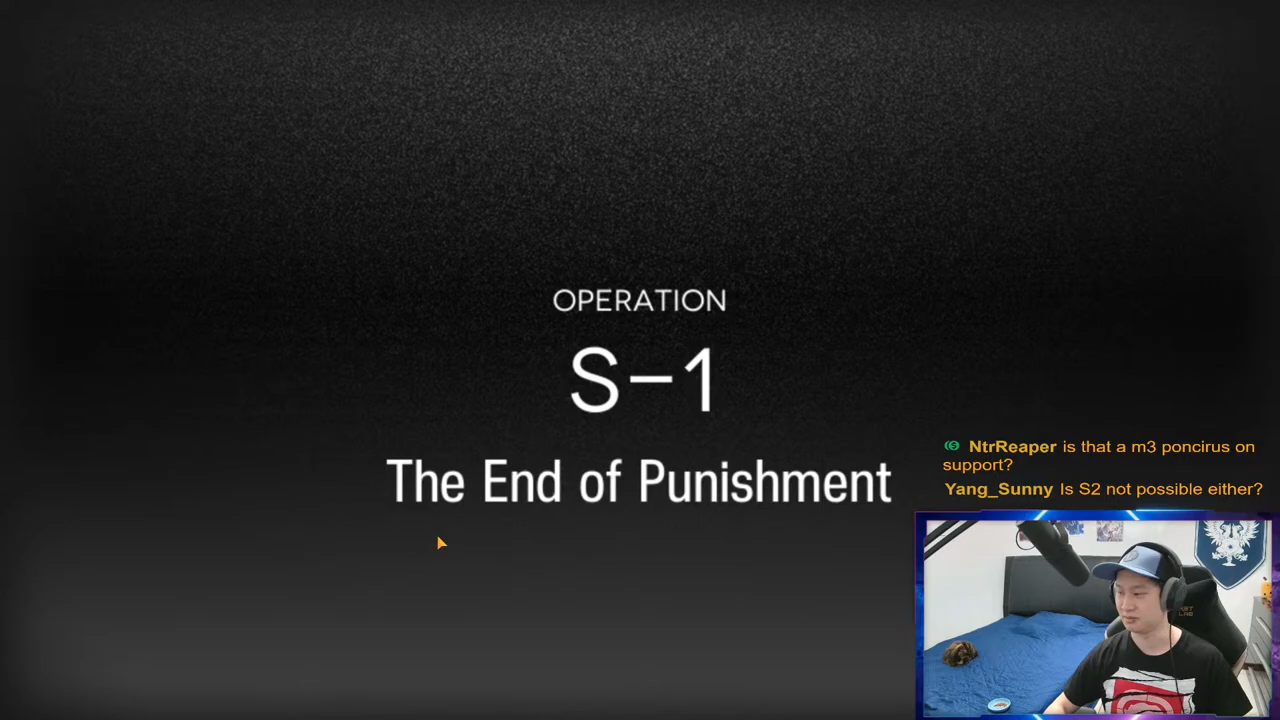 OPERATION
S-1
The End of Punishment
NtrReaper is that a m3 poncirus on
support?
Yang_Sunny Is S2 not possible either?